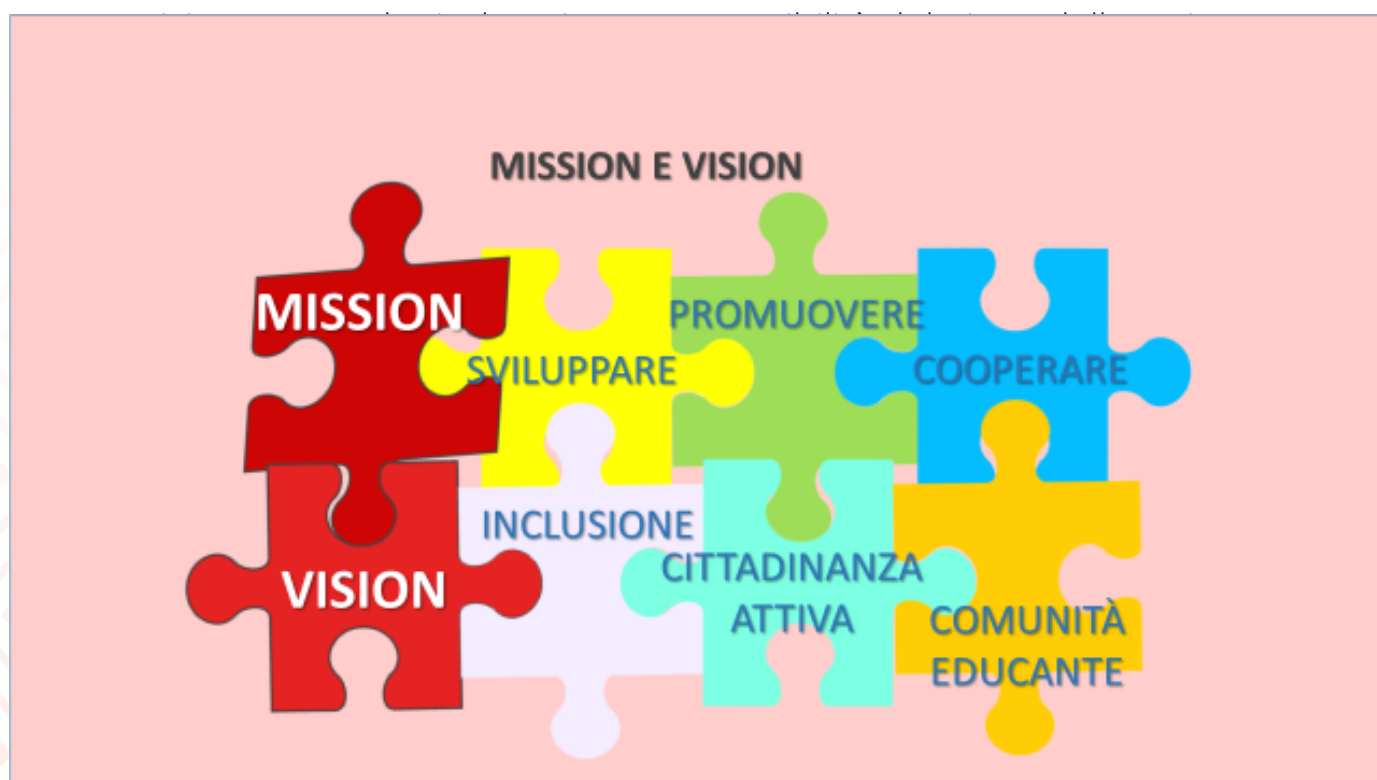 MISSION E VISION
MISSION
SVILUPPARE
PROMUOVERE
COOPERARE
VISION
INCLUSIONE
CITTADINANZA
ATTIVA
COMUNITÀ
EDUCANTE